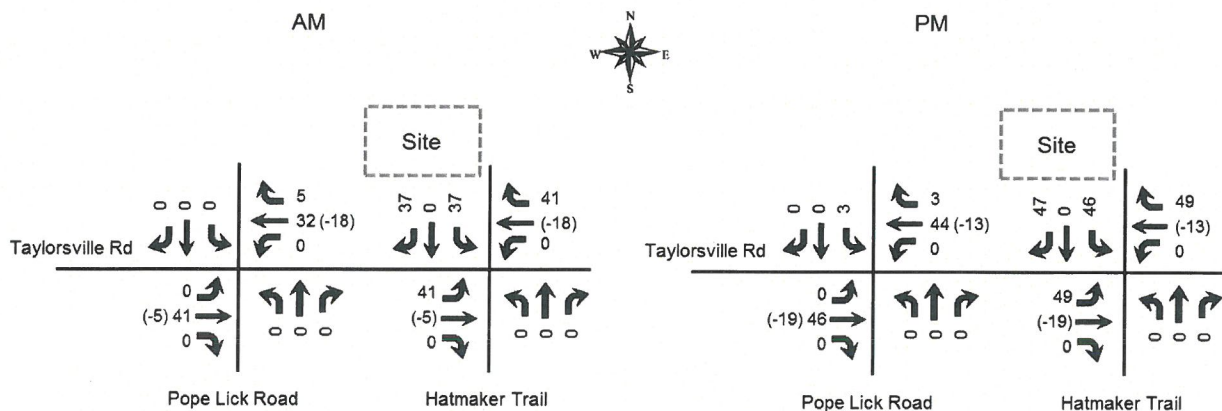 AM
N
W E
S
PM
Site
0 0 0
5
32 (-18)
0
37 0 37
41
(-18)
0
Taylorsville Rd
0
(-5) 41
0
0 0 0
41
(-5)
0
0 0 0
Pope Lick Road
Hatmaker Trail
Site
0 0 3
3
44 (-13)
0
47 0 46
49
(-13)
0
Taylorsville Rd
0
(-19) 46
0
0 0 0
49
(-19)
0
0 0 0
Pope Lick Road
Hatmaker Trail